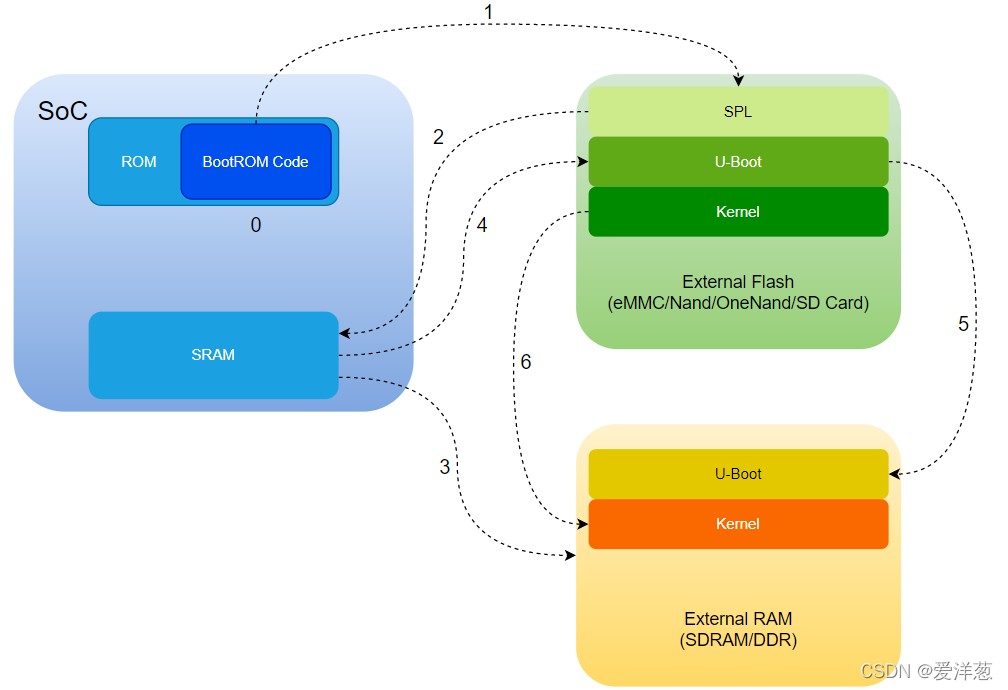 1
SoC
ROM
BootROM Code
0
2
4
SPL
U-Boot
Kernel
External Flash
(eMMC/Nand/OneNand/SD Card)
SRAM
5
6
3
U-Boot
Kernel
External RAM
(SDRAM/DDR)
CSDN @爱洋葱